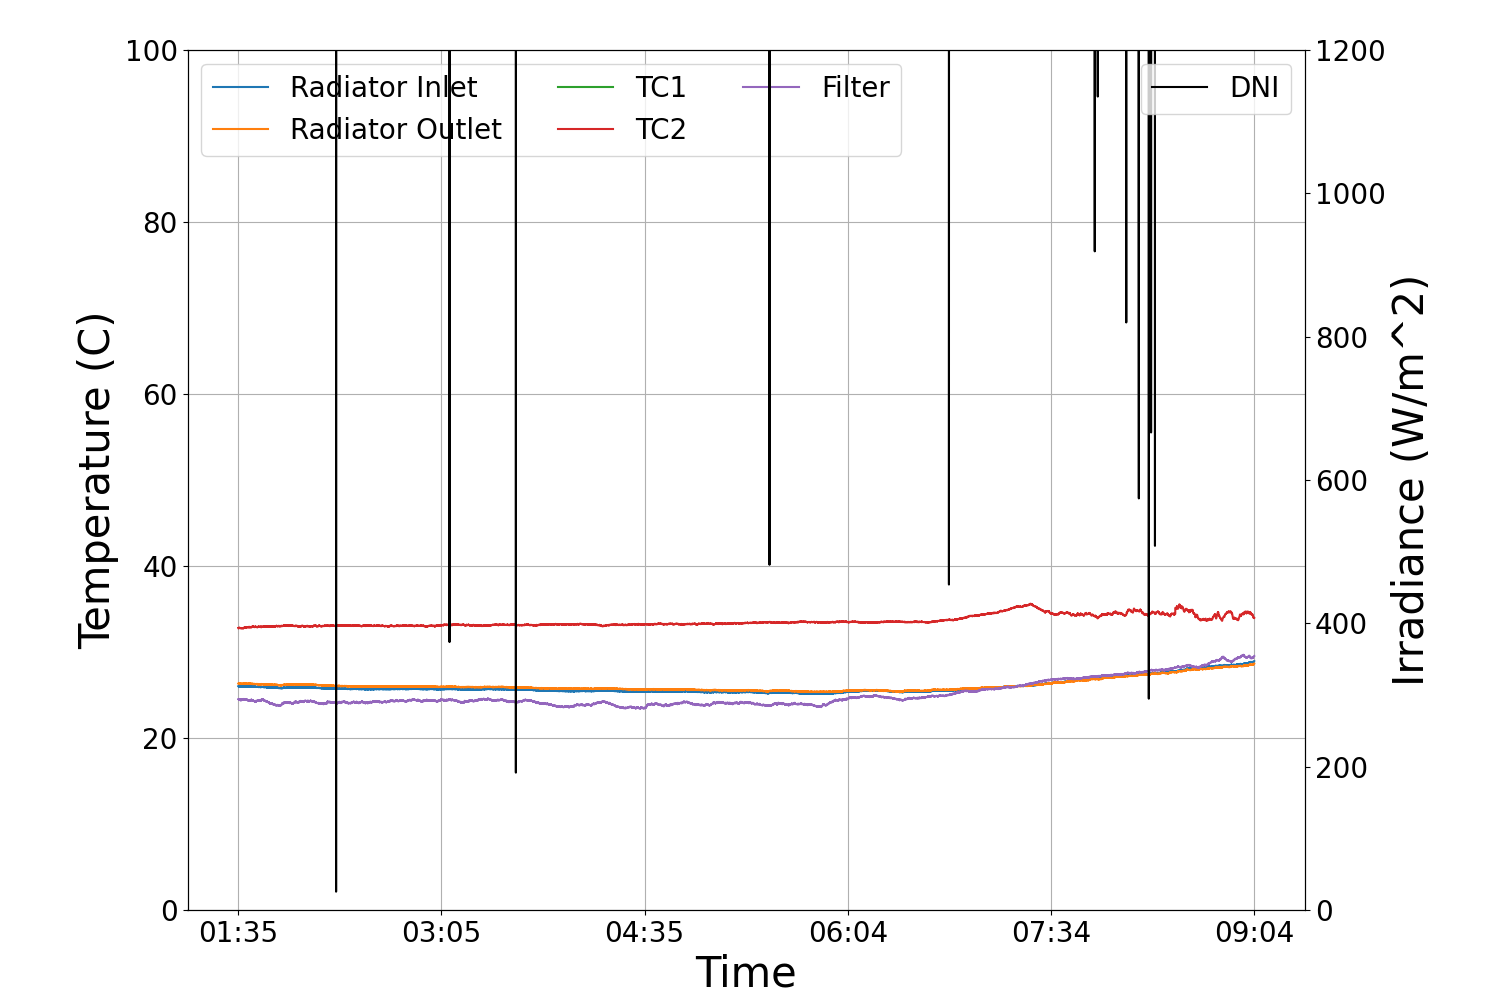 Temperature (C)
100
80
60
40
20
0
Radiator Inlet
Radiator Outlet
TC1
TC2
Filter
DNI
1200
1000
800
600
400
200
0
Irradiance (W/m^2)
01:35 03:05 04:35 06:04 07:34 09:04
Time